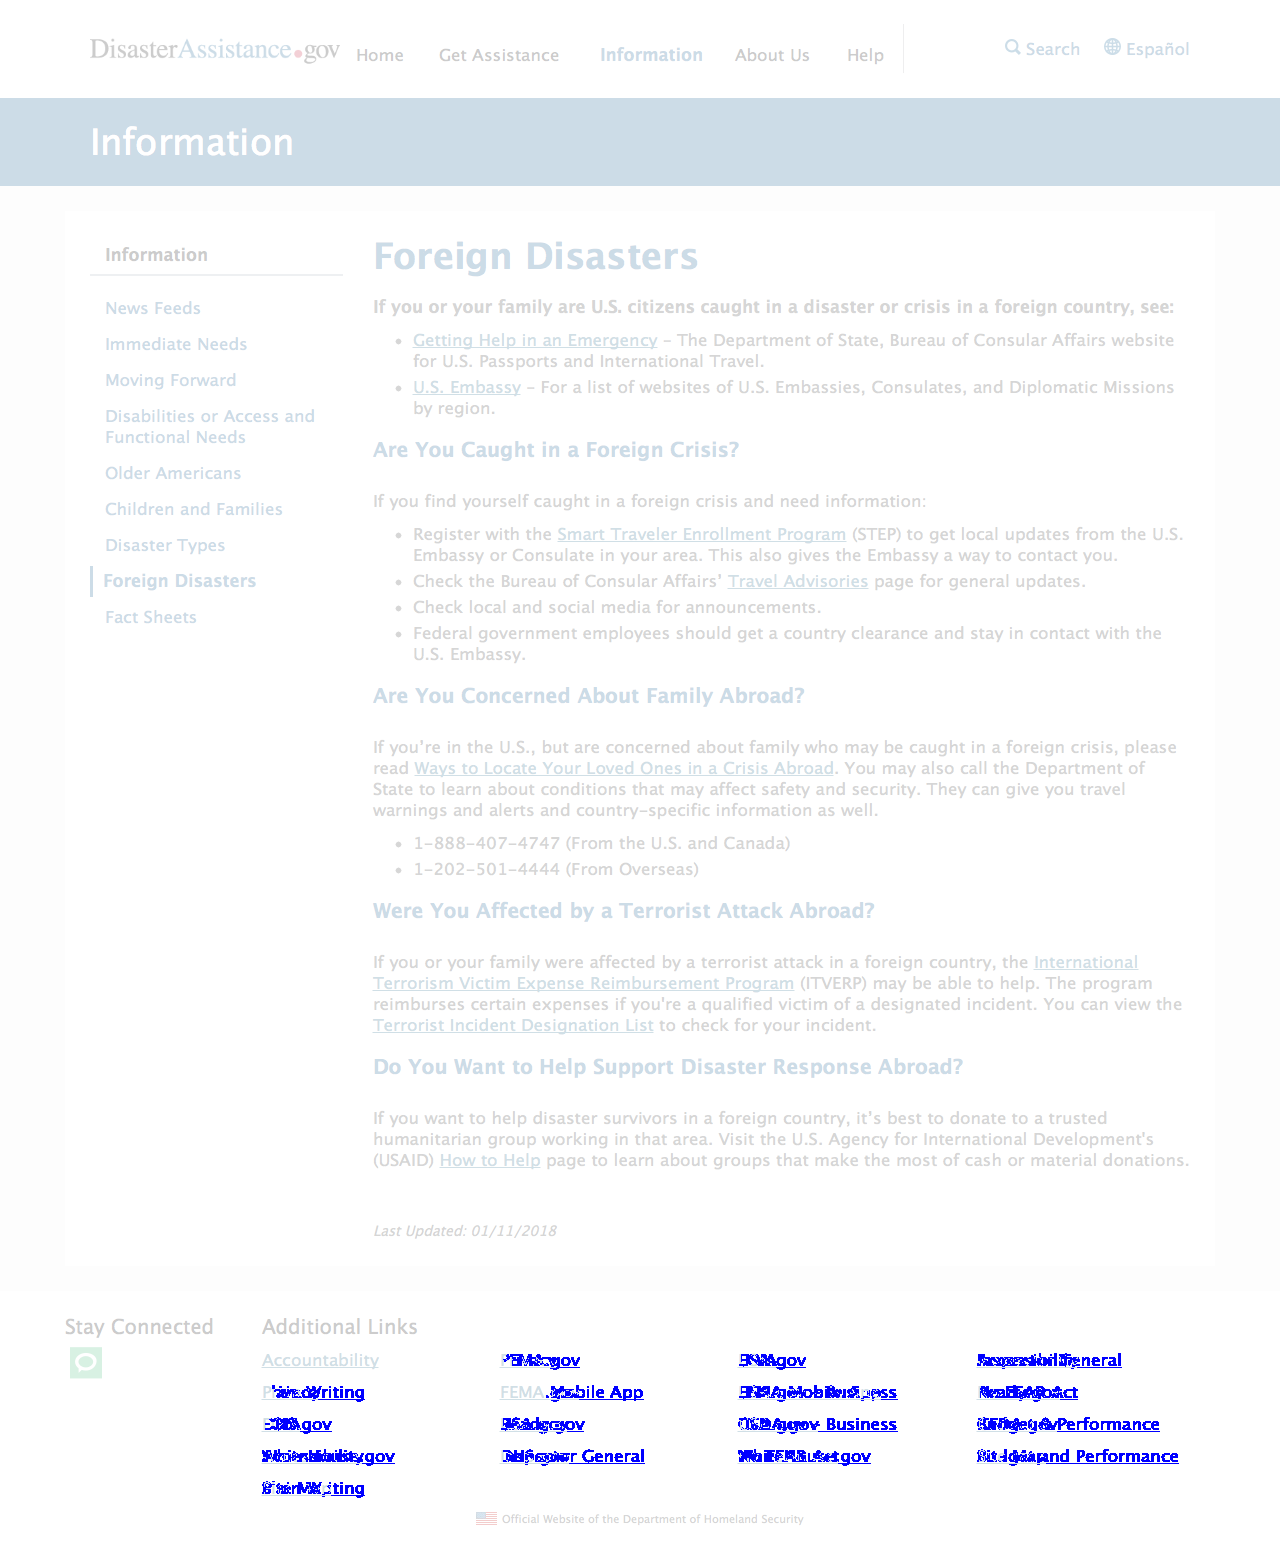 DisasterAssistance.gov Home Get Assistance Information About Us Help Search Español
Information
Information
News Feeds
Immediate Needs
Moving Forward
Disabilities or Access and
Functional Needs
Older Americans
Children and Families
Disaster Types
Foreign Disasters
Fact Sheets
Foreign Disasters
If you or your family are U.S. citizens caught in a disaster or crisis in a foreign country, see:
• Getting Help in an Emergency – The Department of State, Bureau of Consular Affairs website
for U.S. Passports and International Travel.
• U.S. Embassy – For a list of websites of U.S. Embassies, Consulates, and Diplomatic Missions
by region.
Are You Caught in a Foreign Crisis?
If you find yourself caught in a foreign crisis and need information:
• Register with the Smart Traveler Enrollment Program (STEP) to get local updates from the U.S.
Embassy or Consulate in your area. This also gives the Embassy a way to contact you.
• Check the Bureau of Consular Affairs’ Travel Advisories page for general updates.
• Check local and social media for announcements.
• Federal government employees should get a country clearance and stay in contact with the
U.S. Embassy.
Are You Concerned About Family Abroad?
If you’re in the U.S., but are concerned about family who may be caught in a foreign crisis, please
read Ways to Locate Your Loved Ones in a Crisis Abroad. You may also call the Department of
State to learn about conditions that may affect safety and security. They can give you travel
warnings and alerts and country-specific information as well.
• 1-888-407-4747 (From the U.S. and Canada)
• 1-202-501-4444 (From Overseas)
Were You Affected by a Terrorist Attack Abroad?
If you or your family were affected by a terrorist attack in a foreign country, the International
Terrorism Victim Expense Reimbursement Program (ITVERP) may be able to help. The program
reimburses certain expenses if you're a qualified victim of a designated incident. You can view the
Terrorist Incident Designation List to check for your incident.
Do You Want to Help Support Disaster Response Abroad?
If you want to help disaster survivors in a foreign country, it’s best to donate to a trusted
humanitarian group working in that area. Visit the U.S. Agency for International Development's
(USAID) How to Help page to learn about groups that make the most of cash or material donations.
Last Updated: 01/11/2018
Stay Connected
Additional Links
Accountability
FEMA Mobile App
Official Website of the Department of Homeland Security